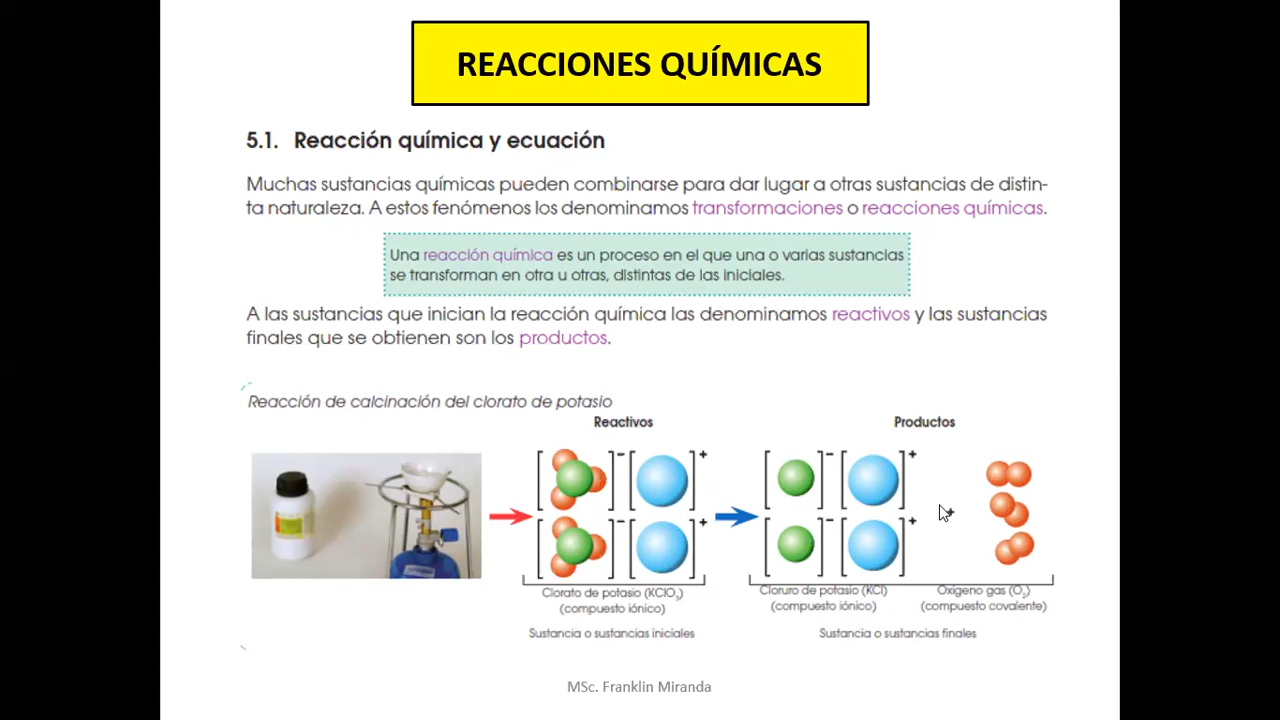 REACCIONES QUÍMICAS
5.1. Reacción química y ecuación
Muchas sustancias químicas pueden combinarse para dar lugar a otras sustancias de distin-
ta naturaleza. A estos fenómenos los denominamos transformaciones o reacciones químicas.
Una reacción química es un proceso en el que una o varias sustancias
se transforman en otra u otras, distintas de las iniciales.
A las sustancias que inician la reacción química las denominamos reactivos y las sustancias
finales que se obtienen son los productos.
Reacción de calcinación del clorato de potasio
Reactivos
Productos
- + - +
- + - +
+
Clorato de potasio (KClO₃)
(compuesto iónico)
Cloruro de potasio (KCl)
(compuesto iónico)
Oxígeno gas (O₂)
(compuesto covalente)
Sustancia o sustancias iniciales
Sustancia o sustancias finales
MSc. Franklin Miranda